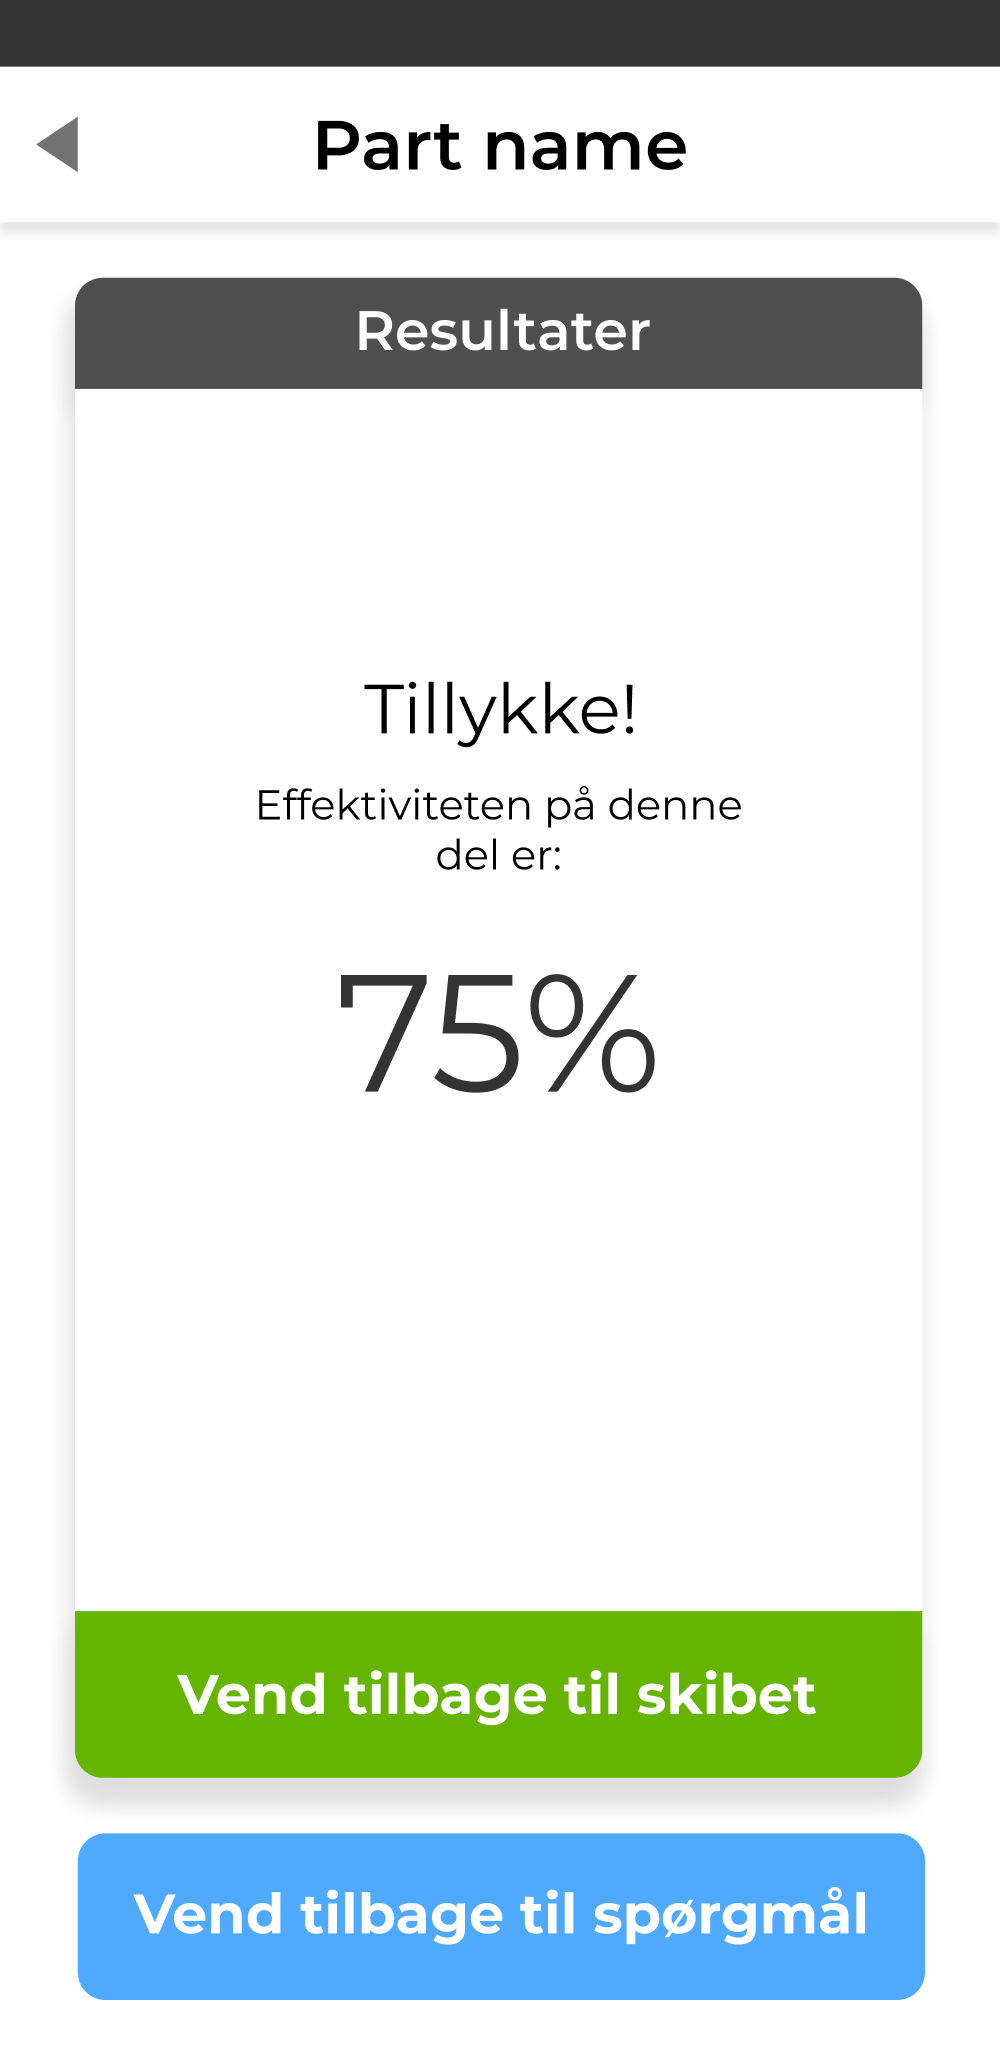 Part name
Resultater
Tillykke!
Effektiviteten på denne
del er:
75%
Vend tilbage til skibet
Vend tilbage til spørgmål